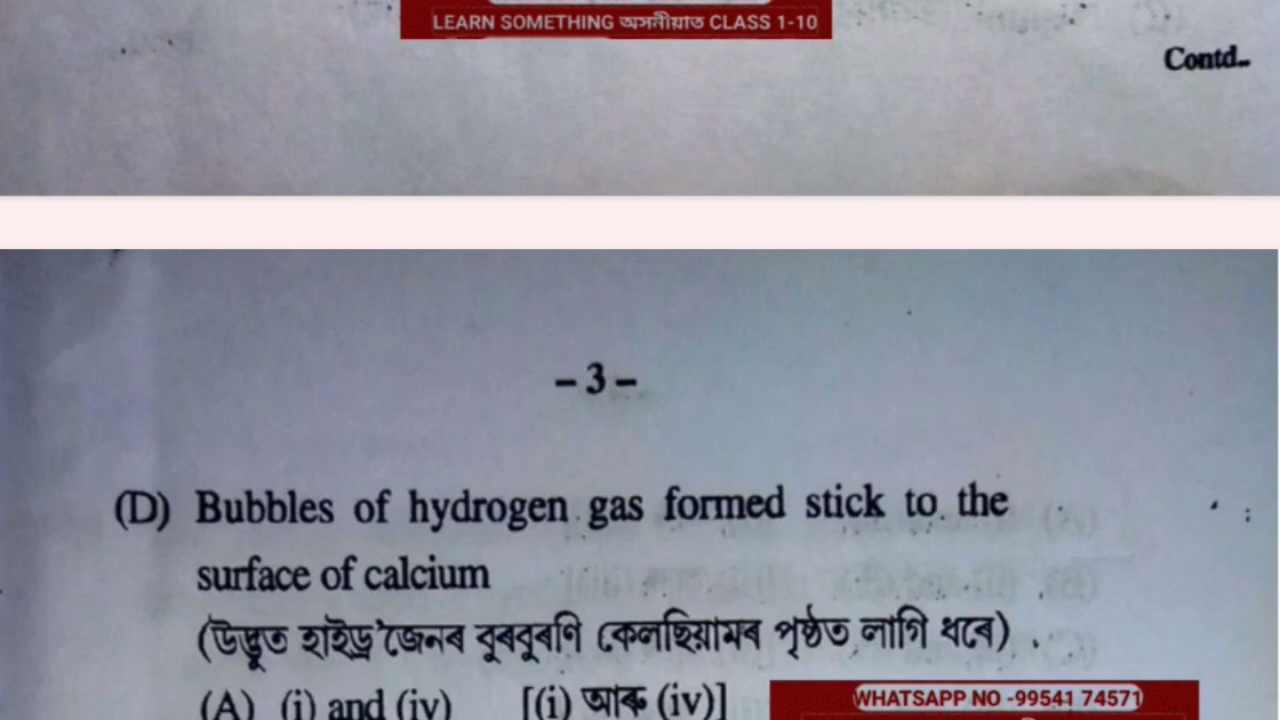 LEARN SOMETHING অসমীয়াত CLASS 1-10
Contd..
– 3 –
(D) Bubbles of hydrogen gas formed stick to the
surface of calcium
(উদ্ভূত হাইড্ৰ'জেনৰ বুৰবুৰণি কেলছিয়ামৰ পৃষ্ঠত লাগি ধৰে) .
(A) (i) and (iv) [(i) আৰু (iv)]
WHATSAPP NO -99541 74571